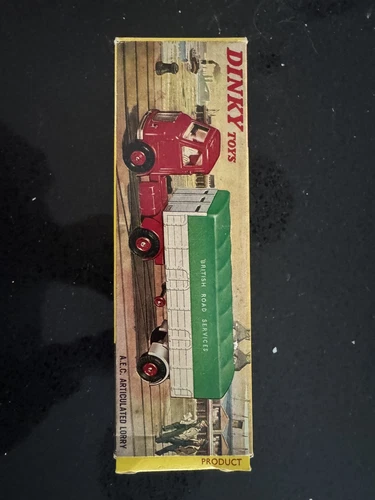 DINKY TOYS
BRITISH ROAD SERVICES
A.E.C. ARTICULATED LORRY
PRODUCT